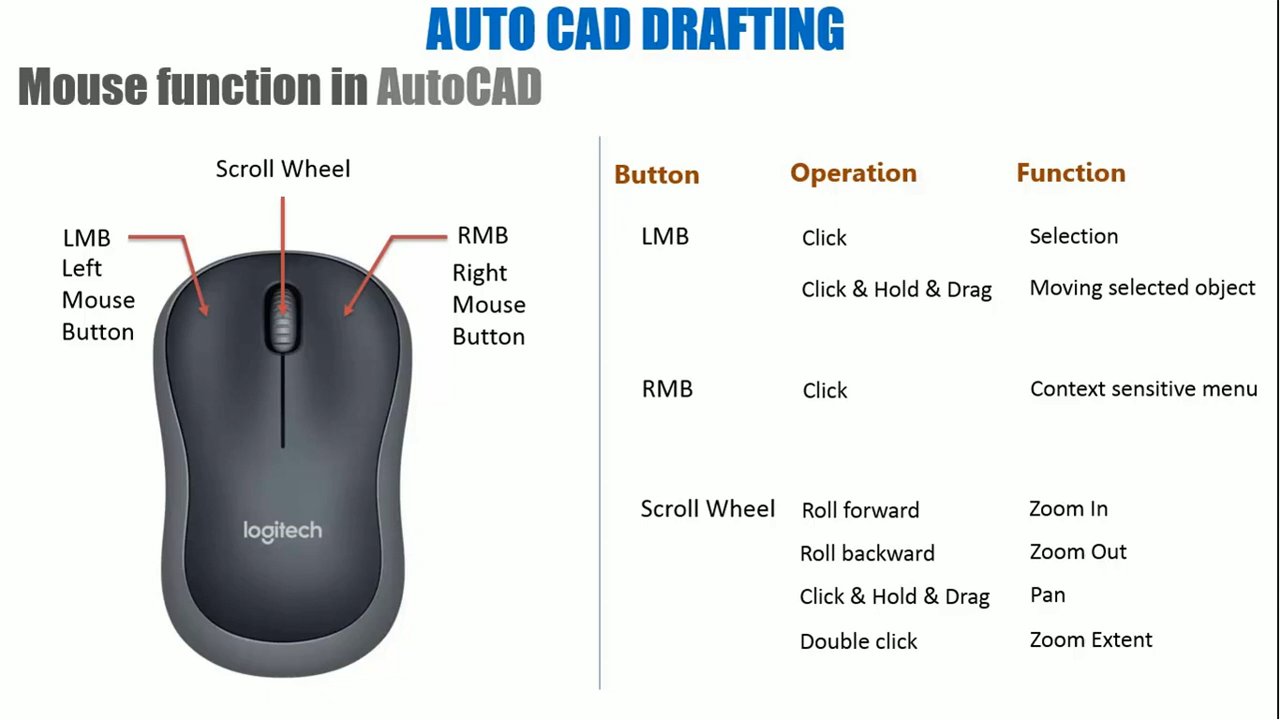 AUTO CAD DRAFTING
Mouse function in AutoCAD
Scroll Wheel
LMB
Left
Mouse
Button
RMB
Right
Mouse
Button
logitech
Button Operation Function
LMB Click Selection
Click & Hold & Drag Moving selected object
RMB Click Context sensitive menu
Scroll Wheel Roll forward Zoom In
Roll backward Zoom Out
Click & Hold & Drag Pan
Double click Zoom Extent